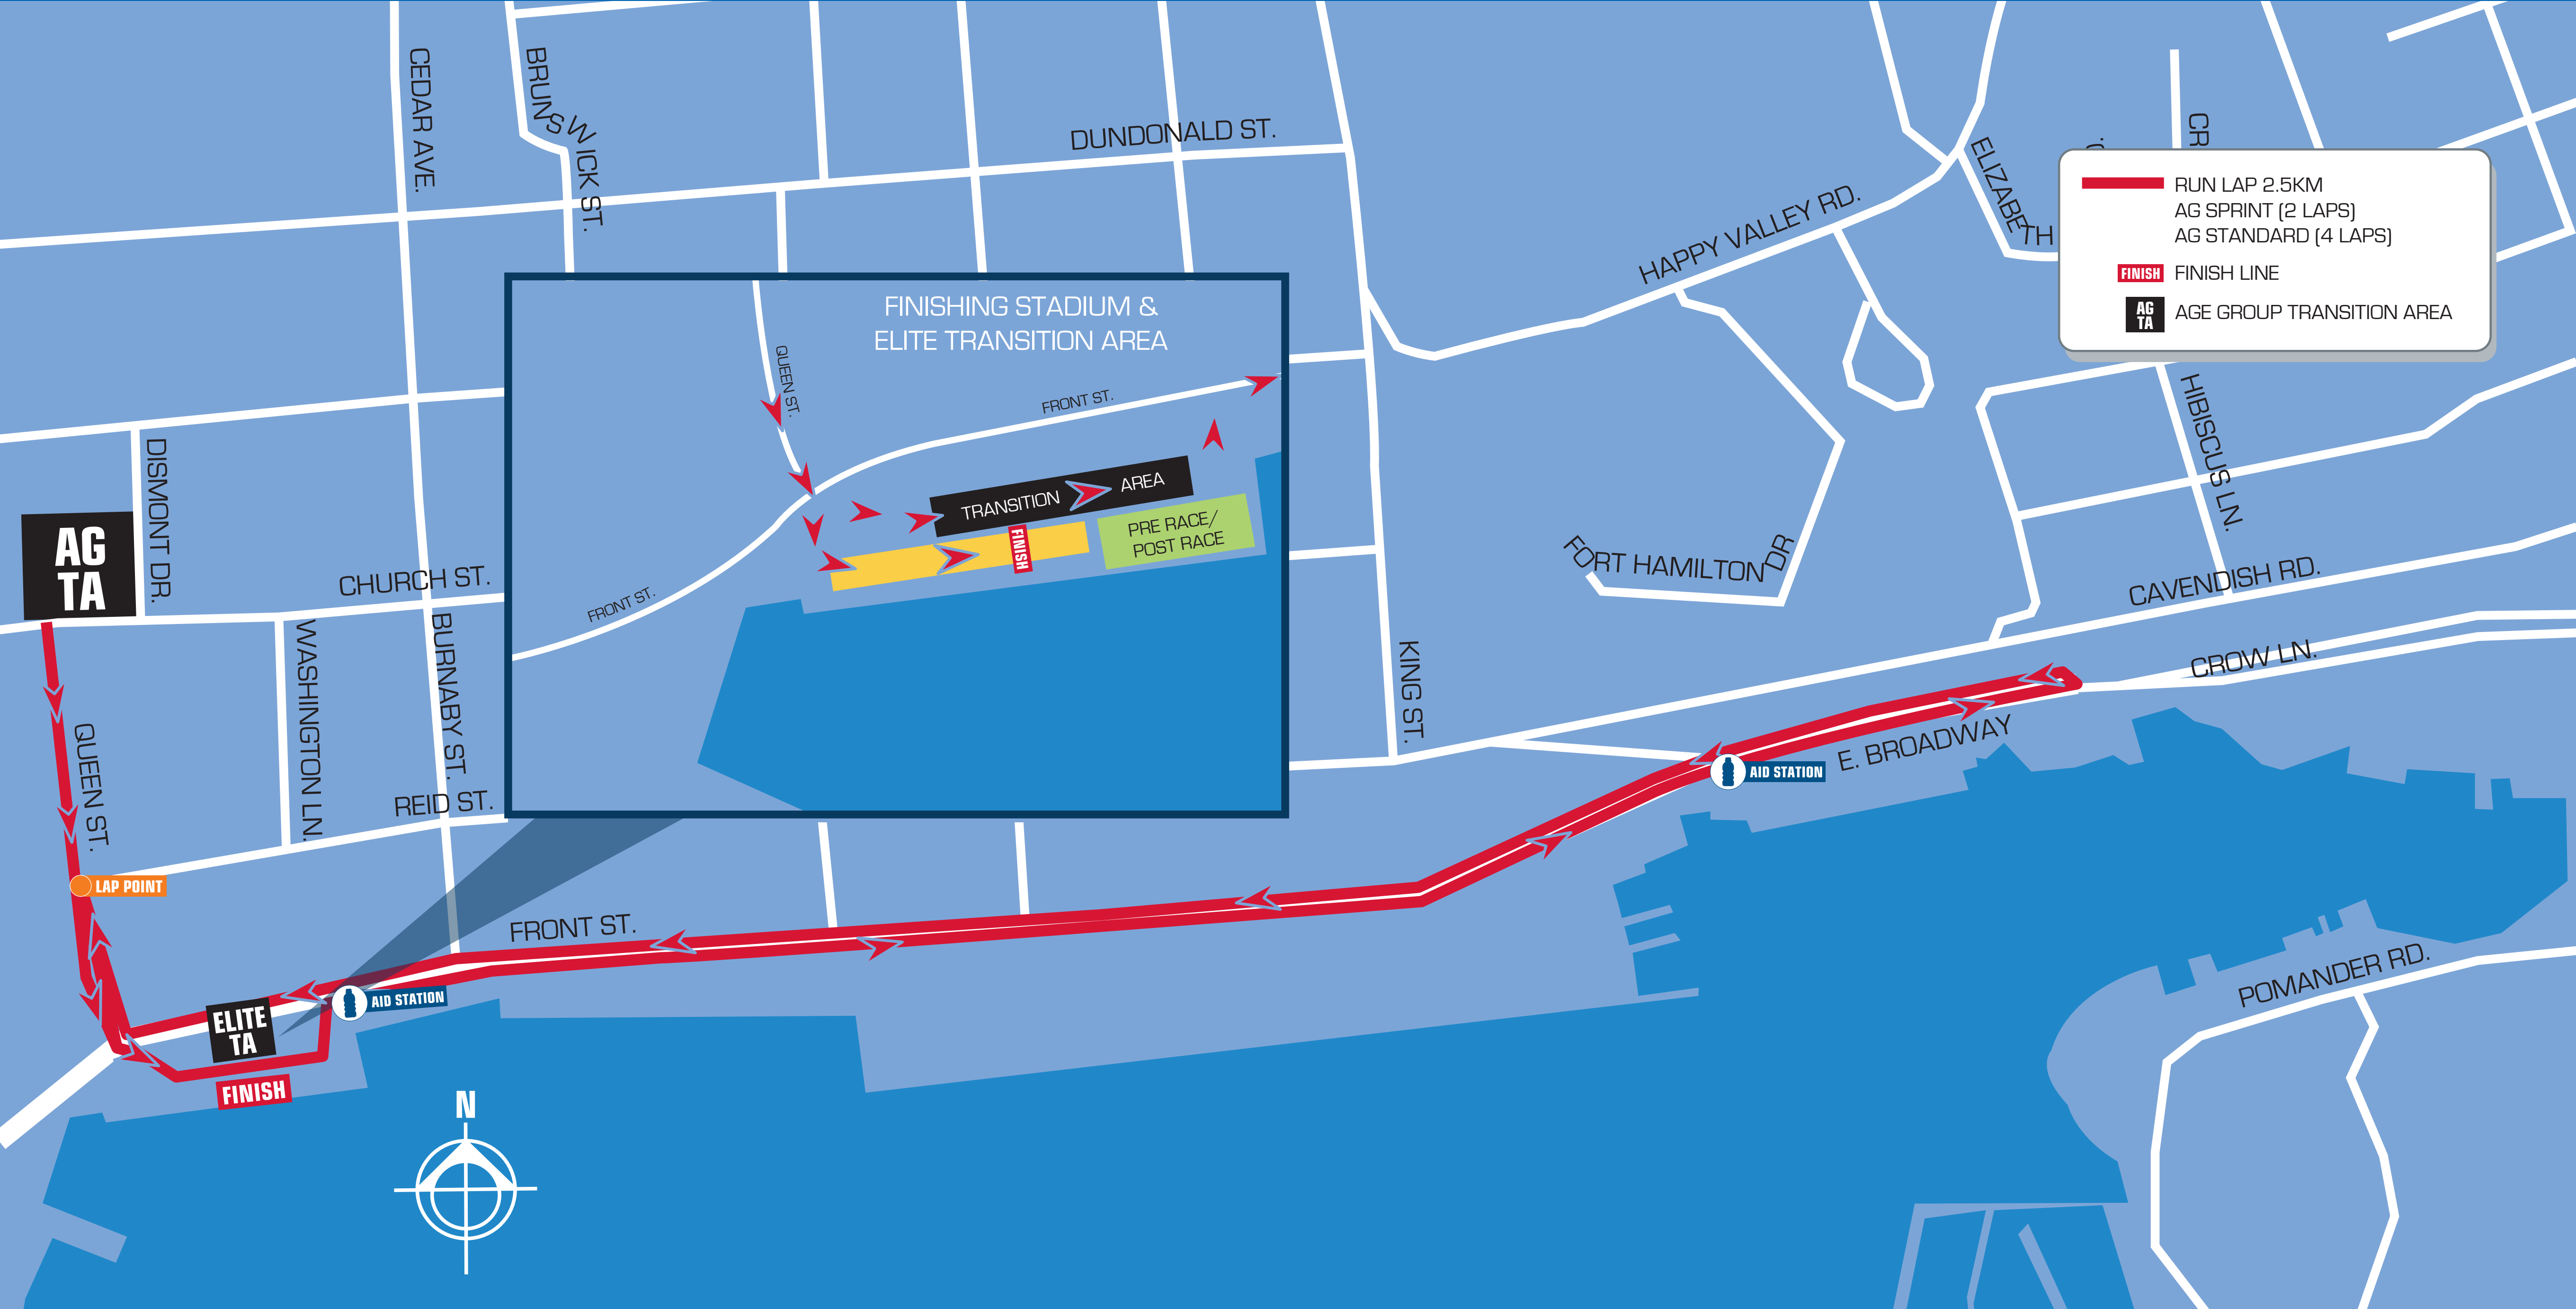 CEDAR AVE.
BRUNSWICK ST.
DUNDONALD ST.
HAPPY VALLEY RD.
ELIZABETH
CR
RUN LAP 2.5KM
AG SPRINT (2 LAPS)
AG STANDARD (4 LAPS)
FINISH
FINISH LINE
AG
TA
AGE GROUP TRANSITION AREA
FINISHING STADIUM &
ELITE TRANSITION AREA
QUEEN ST.
FRONT ST.
TRANSITION AREA
FINISH
PRE RACE/
POST RACE
FRONT ST.
DISMONT DR.
AG
TA
CHURCH ST.
WASHINGTON LN.
BURNABY ST.
QUEEN ST.
REID ST.
LAP POINT
FRONT ST.
ELITE
TA
AID STATION
FINISH
N
KING ST.
FORT HAMILTON DR
HIBISCUS LN.
CAVENDISH RD.
CROW LN.
E. BROADWAY
AID STATION
POMANDER RD.